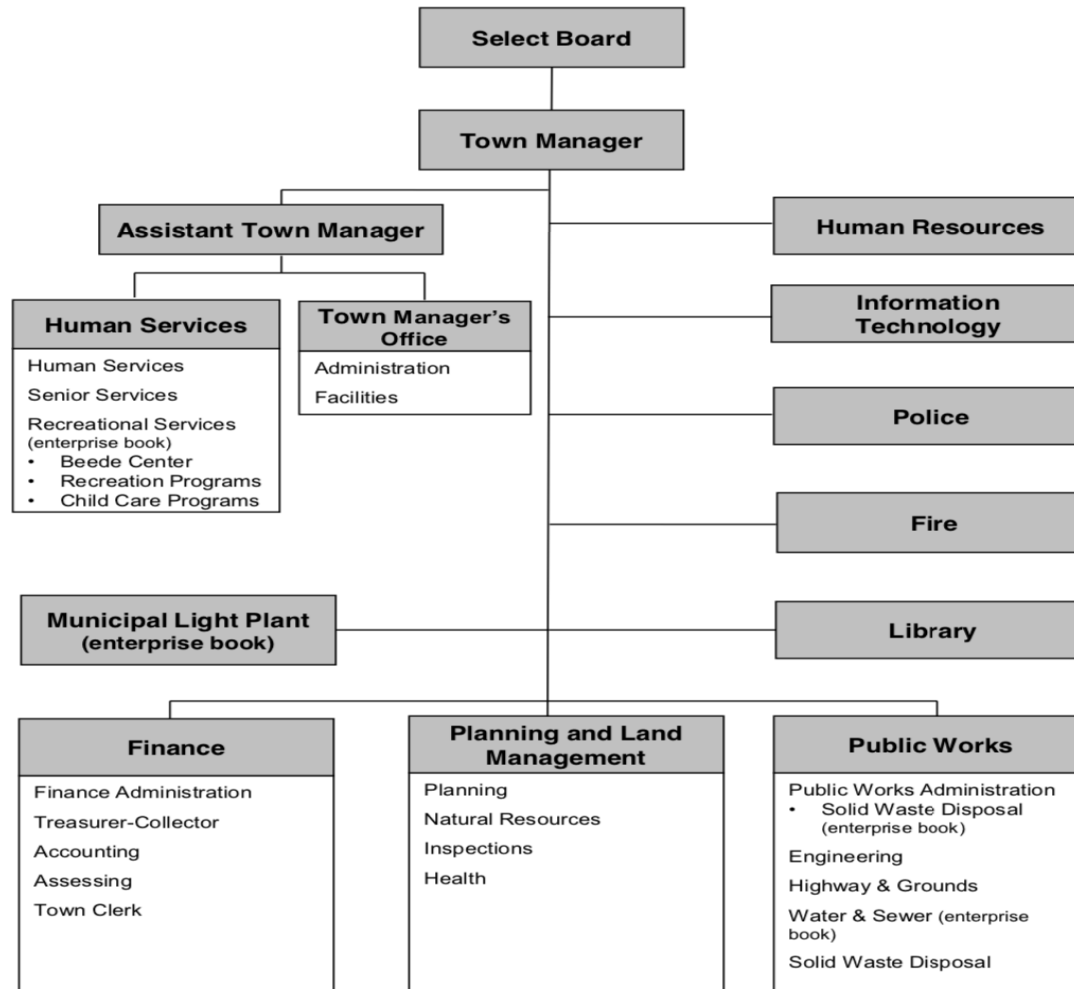 Select Board
Town Manager
Assistant Town Manager
Human Resources
Human Services
Human Services
Senior Services
Recreational Services
(enterprise book)
• Beede Center
• Recreation Programs
• Child Care Programs
Town Manager's
Office
Administration
Facilities
Information
Technology
Police
Fire
Municipal Light Plant
(enterprise book)
Library
Finance
Finance Administration
Treasurer-Collector
Accounting
Assessing
Town Clerk
Planning and Land
Management
Planning
Natural Resources
Inspections
Health
Public Works
Public Works Administration
• Solid Waste Disposal
(enterprise book)
Engineering
Highway & Grounds
Water & Sewer (enterprise
book)
Solid Waste Disposal